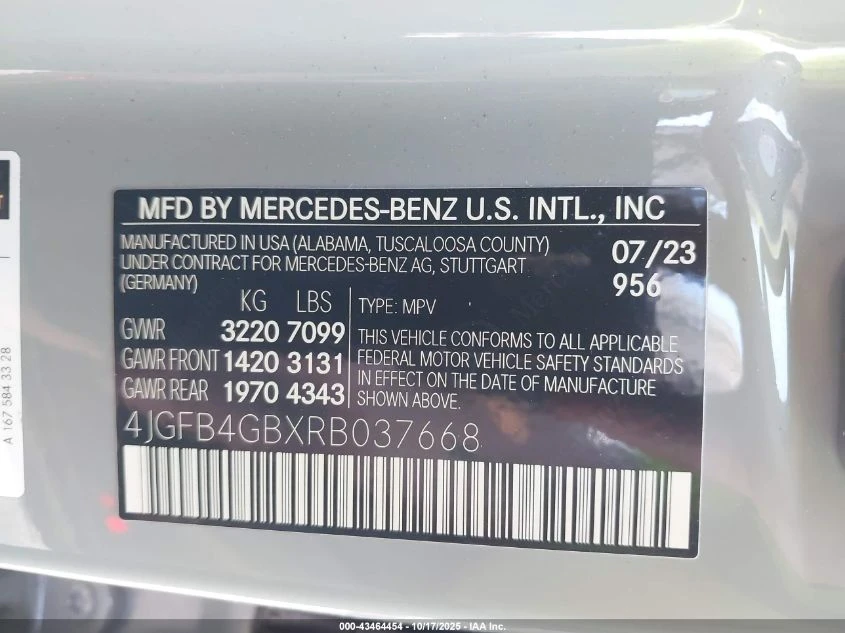 MFD BY MERCEDES-BENZ U.S. INTL., INC
MANUFACTURED IN USA (ALABAMA, TUSCALOOSA COUNTY)
UNDER CONTRACT FOR MERCEDES-BENZ AG, STUTTGART
(GERMANY)
07/23
956
KG LBS
GVWR 3220 7099
GAWR FRONT 1420 3131
GAWR REAR 1970 4343
TYPE: MPV
THIS VEHICLE CONFORMS TO ALL APPLICABLE
FEDERAL MOTOR VEHICLE SAFETY STANDARDS
IN EFFECT ON THE DATE OF MANUFACTURE
SHOWN ABOVE.
4JGFB4GBXRB037668
A 167 584 33 28
000-43464454 - 10/17/2025 - IAA Inc.